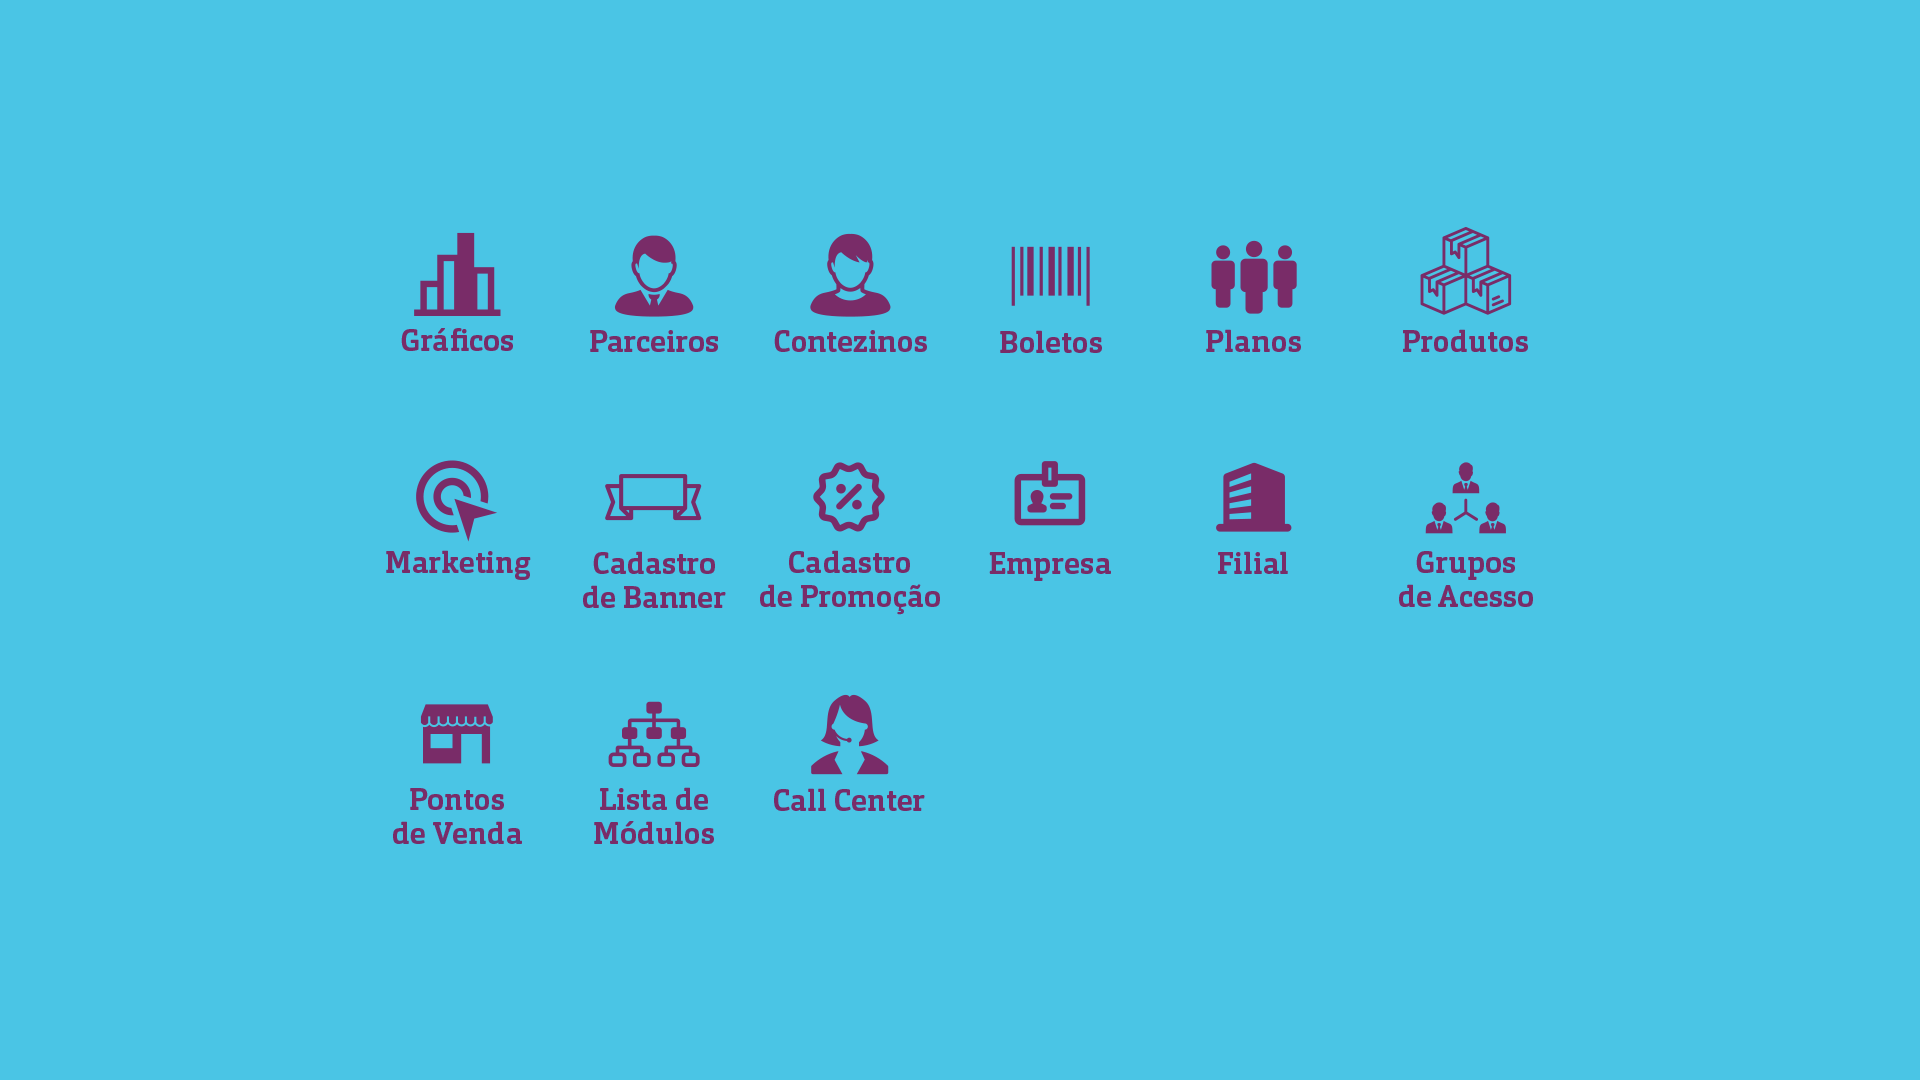 Gráficos
Parceiros
Contezinos
Boletos
Planos
Produtos
Marketing
Cadastro
de Banner
Cadastro
de Promoção
Empresa
Filial
Grupos
de Acesso
Pontos
de Venda
Lista de
Módulos
Call Center